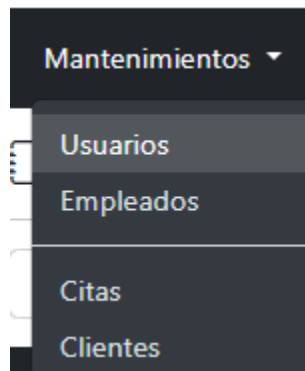 Mantenimientos
Usuarios
Empleados
Citas
Clientes